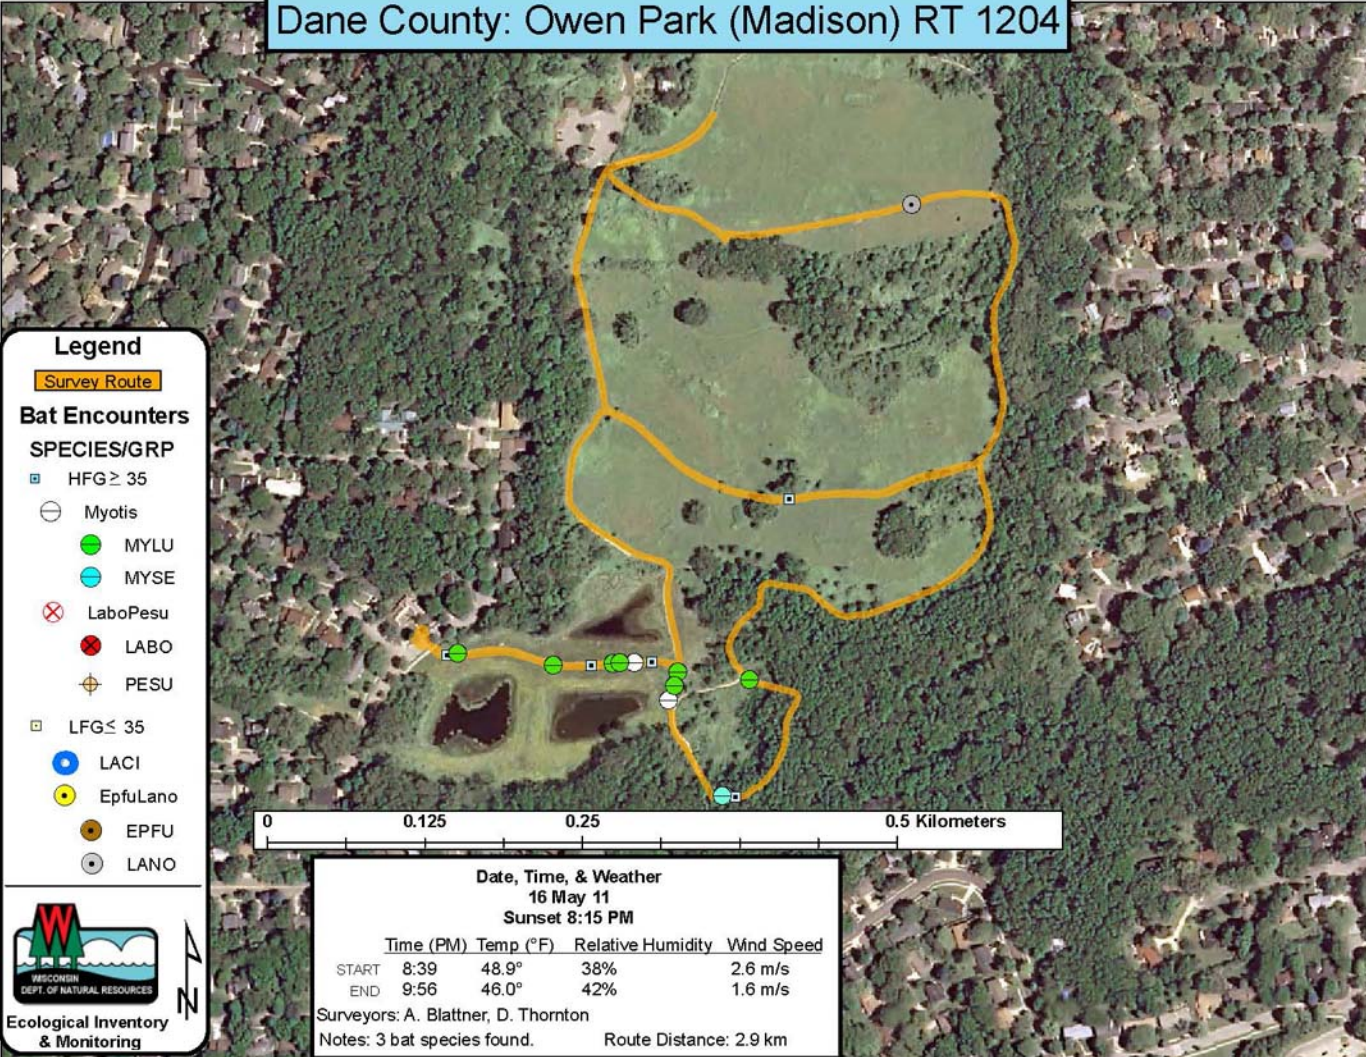 Dane County: Owen Park (Madison) RT 1204
Legend
Survey Route
Bat Encounters
SPECIES/GRP
HFG ≥ 35
Myotis
MYLU
MYSE
LaboPesu
LABO
PESU
LFG ≤ 35
LACI
EpfuLano
EPFU
LANO
W
WISCONSIN
DEPT. OF NATURAL RESOURCES
N
Ecological Inventory
& Monitoring
0 0.125 0.25 0.5 Kilometers
Date, Time, & Weather
16 May 11
Sunset 8:15 PM
Time (PM) Temp (°F) Relative Humidity Wind Speed
START 8:39 48.9° 38% 2.6 m/s
END 9:56 46.0° 42% 1.6 m/s
Surveyors: A. Blattner, D. Thornton
Notes: 3 bat species found. Route Distance: 2.9 km